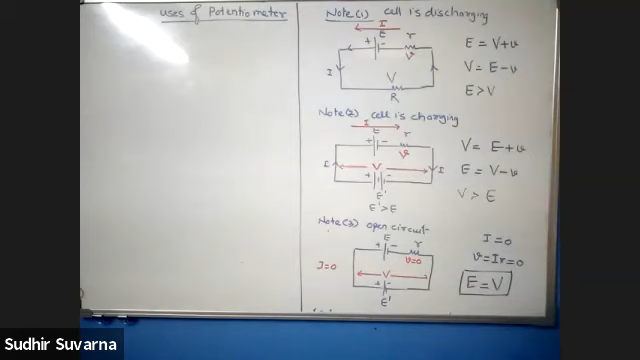 uses of Potentiometer
Note(1) cell is discharging
I
E
r
+ -
v
I
V
R
E = V+v
V = E-v
E>V
Note(2) cell is charging
I
E
r
+ -
v
I
V
I
+ -
E'
E'>E
V = E+v
E = V-v
V > E
Note(3) open circuit
E
r
+ -
v=0
I=0
V
+ -
E'
I=0
v=Ir=0
E=V
Sudhir Suvarna